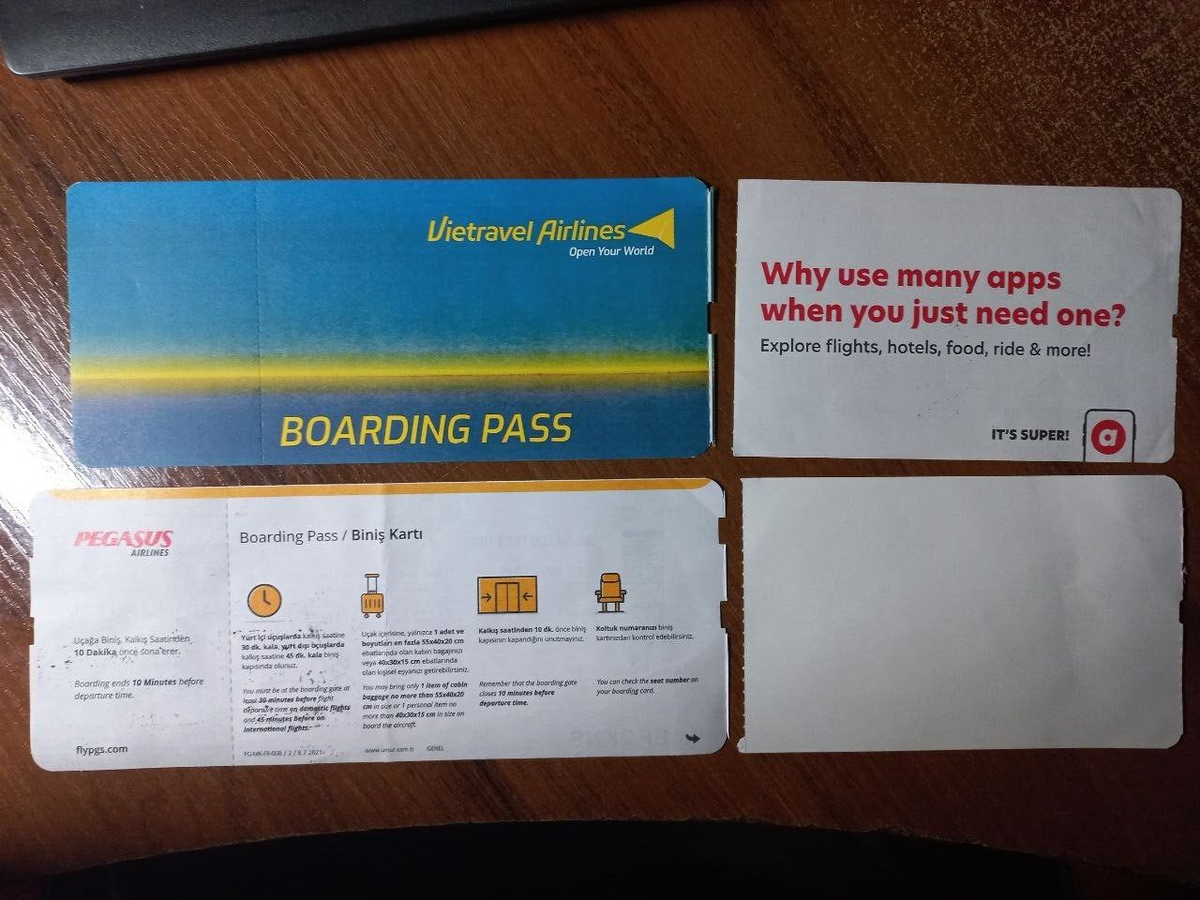 Vietravel Airlines
Open Your World
BOARDING PASS
Why use many apps
when you just need one?
Explore flights, hotels, food, ride & more!
IT'S SUPER!
a
PEGASUS
AIRLINES
Uçağa Biniş, Kalkış Saatinden
10 Dakika önce sona erer.
Boarding ends 10 Minutes before
departure time.
flypgs.com
Boarding Pass / Biniş Kartı
Yurt içi uçuşlarda kalkış saatine
30 dk. kala, yurt dışı uçuşlarda
kalkış saatine 45 dk. kala biniş
kapısında olunuz.
You must be at the boarding gate at
least 30 minutes before flight
departure time on domestic flights
and 45 minutes before on
international flights.
Uçak içerisine, yalnızca 1 adet ve
boyutları en fazla 55x40x20 cm
ebatlarında olan kabin bagajınızı
veya 40x30x15 cm ebatlarında
olan kişisel eşyanızı getirebilirsiniz.
You may bring only 1 item of cabin
baggage no more than 55x40x20
cm in size or 1 personal item no
more than 40x30x15 cm in size on
board the aircraft.
Kalkış saatinden 10 dk. önce biniş
kapısının kapandığını unutmayınız.
Remember that the boarding gate
closes 10 minutes before
departure time.
Koltuk numaranızı biniş
kartınızdan kontrol edebilirsiniz.
You can check the seat number on
your boarding card.
www.umur.com.tr
GENEL